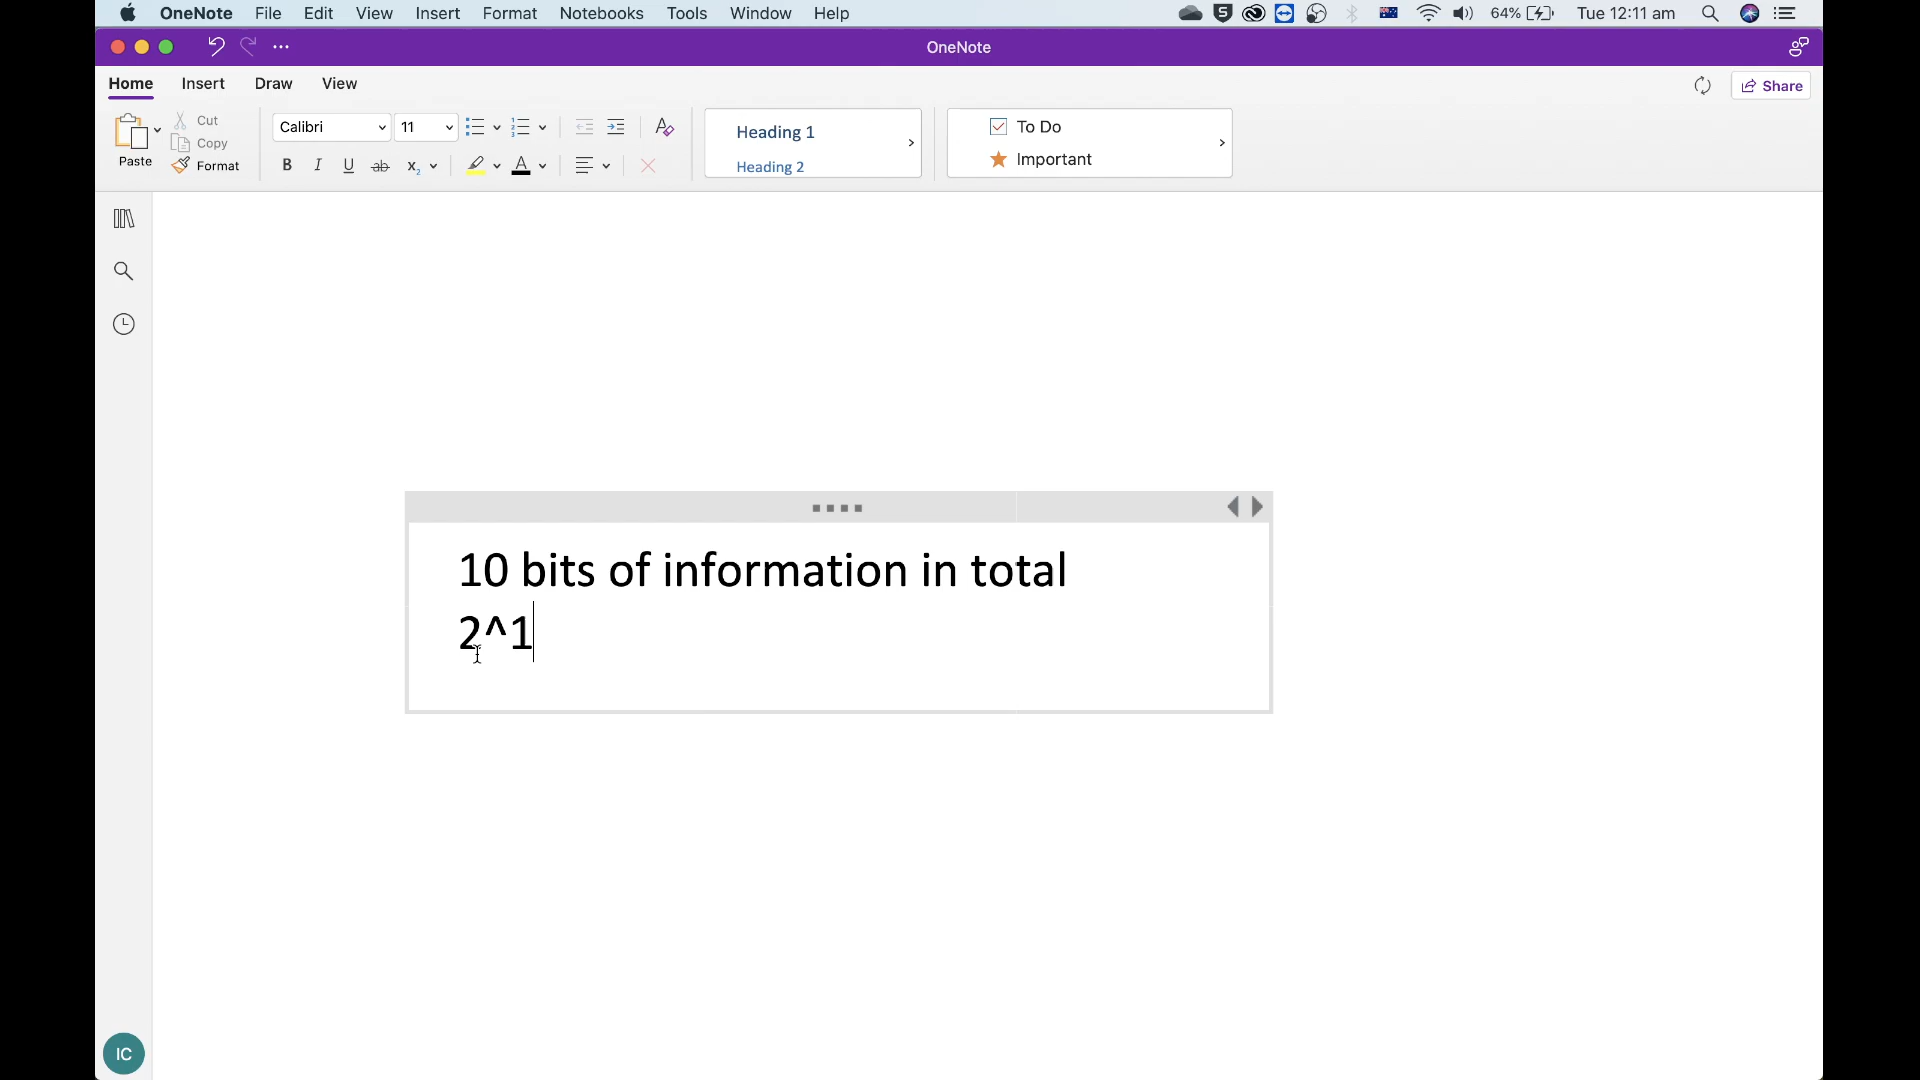 OneNote File Edit View Insert Format Notebooks Tools Window Help 64% Tue 12:11 am
OneNote
Home Insert Draw View Share
Paste Cut Copy Format
Calibri 11
B I U ab x₂ A
Heading 1
Heading 2
To Do
Important
10 bits of information in total
2^1
IC